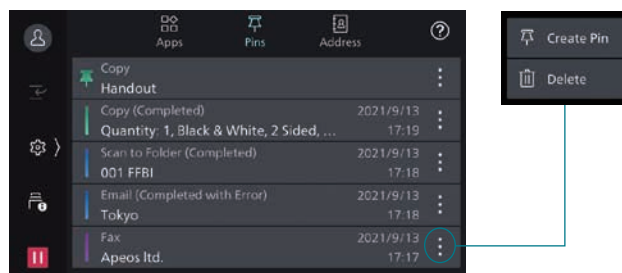 Apps
Pins
Address
Copy
Handout
Copy (Completed)
2021/9/13
Quantity: 1, Black & White, 2 Sided, ...
17:19
Scan to Folder (Completed)
2021/9/13
001 FFBI
17:18
Email (Completed with Error)
2021/9/13
Tokyo
17:18
Fax
2021/9/13
Apeos ltd.
17:17
Create Pin
Delete